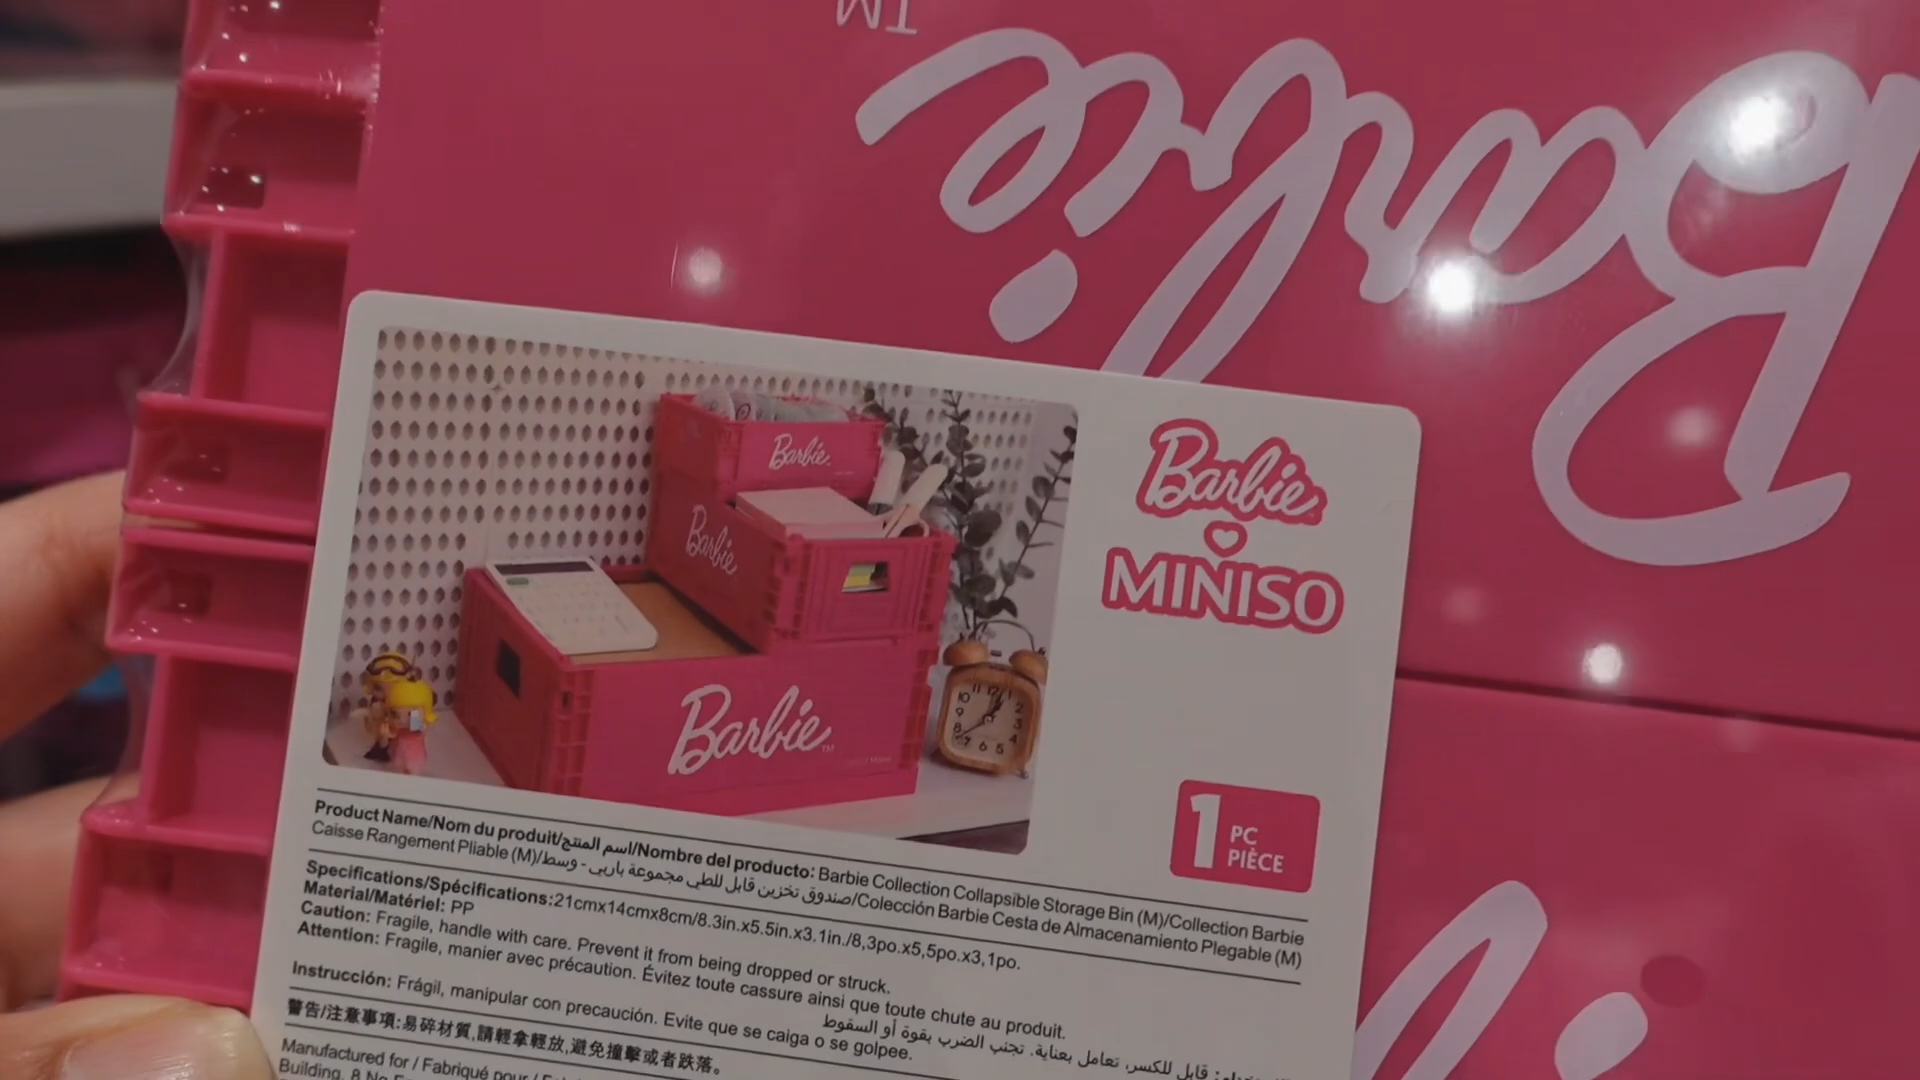 Barbie
TM
Barbie
Barbie
Barbie
TM
Barbie
MINISO
1 PC
PIÈCE
Product Name/Nom du produit/اسم المنتج/Nombre del producto: Barbie Collection Collapsible Storage Bin (M)/Collection Barbie
Caisse Rangement Pliable (M)/صندوق تخزين قابل للطي مجموعة باربي - وسط/Colección Barbie Cesta de Almacenamiento Plegable (M)
Specifications/Spécifications:21cmx14cmx8cm/8.3in.x5.5in.x3.1in./8,3po.x5,5po.x3,1po.
Material/Matériel: PP
Caution: Fragile, handle with care. Prevent it from being dropped or struck.
Attention: Fragile, manier avec précaution. Évitez toute cassure ainsi que toute chute au produit.
قابل للكسر، تعامل بعناية. تجنب الضرب بقوة أو السقوط
Instrucción: Frágil, manipular con precaución. Evite que se caiga o se golpee.
警告/注意事項:易碎材質,請輕拿輕放,避免撞擊或者跌落。
Manufactured for / Fabriqué pour /
Building, 8 No